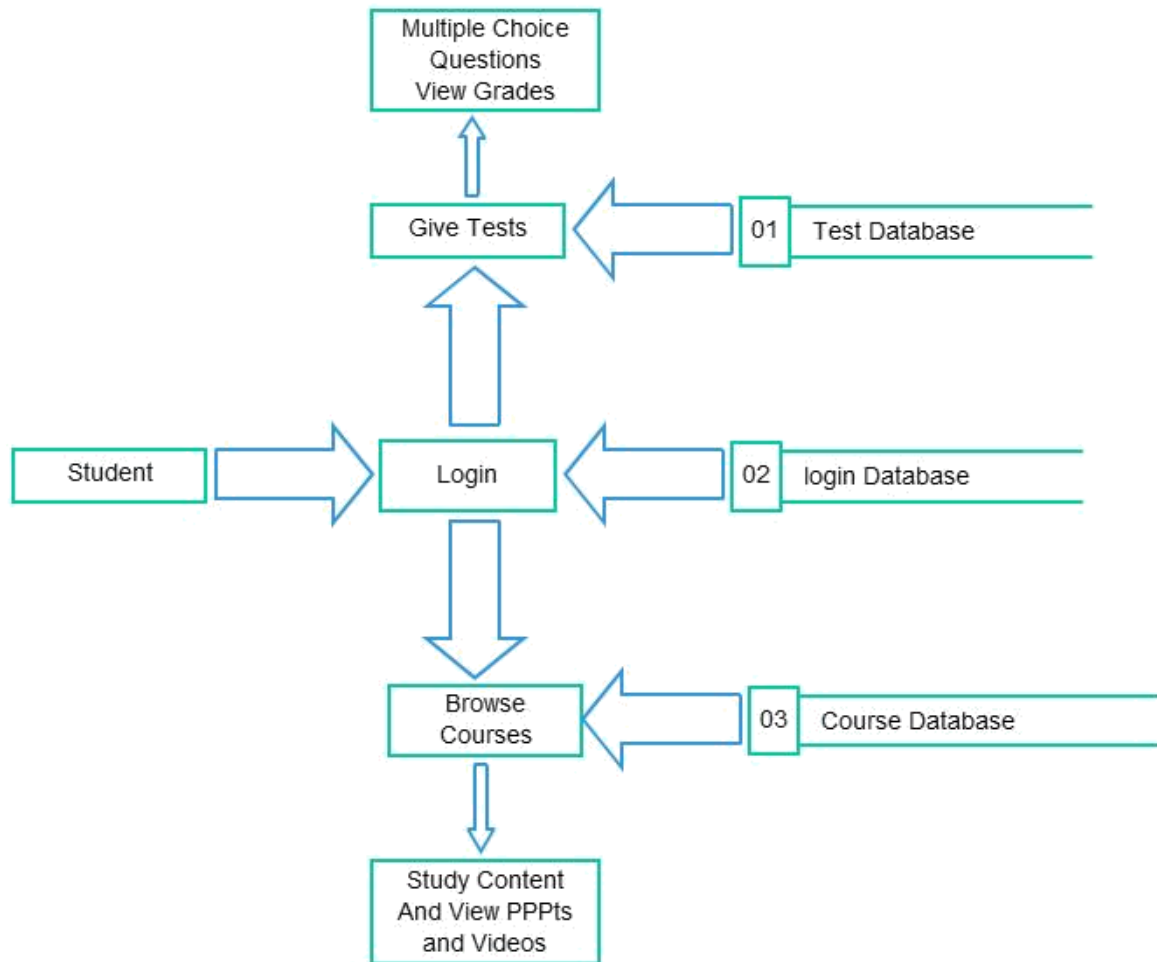 Multiple Choice
Questions
View Grades
Give Tests
01
Test Database
Student
Login
02
login Database
Browse
Courses
03
Course Database
Study Content
And View PPPts
and Videos